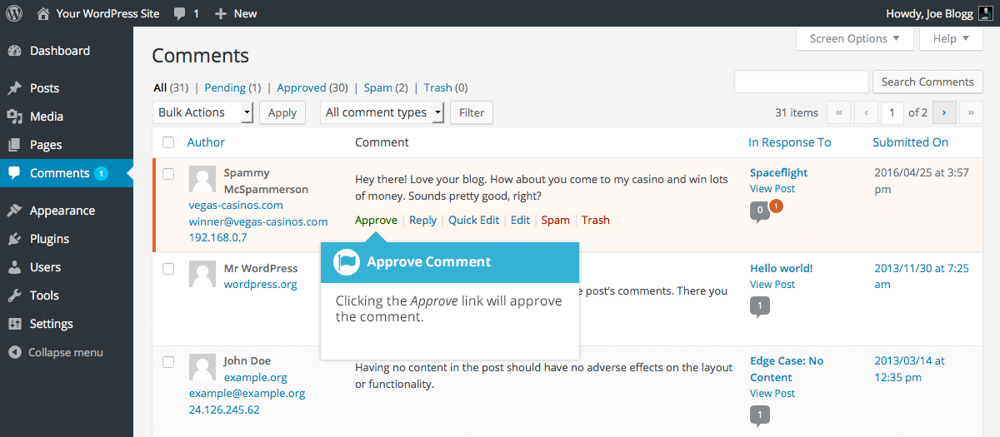 Your WordPress Site 1 New Howdy, Joe Blogg
Screen Options Help
Dashboard
Posts
Media
Pages
Comments 1
Appearance
Plugins
Users
Tools
Settings
Collapse menu
Comments
All (31) | Pending (1) | Approved (30) | Spam (2) | Trash (0)
Search Comments
Bulk Actions Apply All comment types Filter 31 items « ‹ 1 of 2 › »
Author Comment In Response To Submitted On
Spammy
McSpammerson
vegas-casinos.com
winner@vegas-casinos.com
192.168.0.7
Hey there! Love your blog. How about you come to my casino and win lots
of money. Sounds pretty good, right?
Approve | Reply | Quick Edit | Edit | Spam | Trash
Spaceflight
View Post
0 1
2016/04/25 at 3:57
pm
Approve Comment
Clicking the Approve link will approve
the comment.
Mr WordPress
wordpress.org
post's comments. There you
Hello world!
View Post
1
2013/11/30 at 7:25
am
John Doe
example.org
example@example.org
24.126.245.62
Having no content in the post should have no adverse effects on the layout
or functionality.
Edge Case: No
Content
View Post
1
2013/03/14 at
12:35 pm